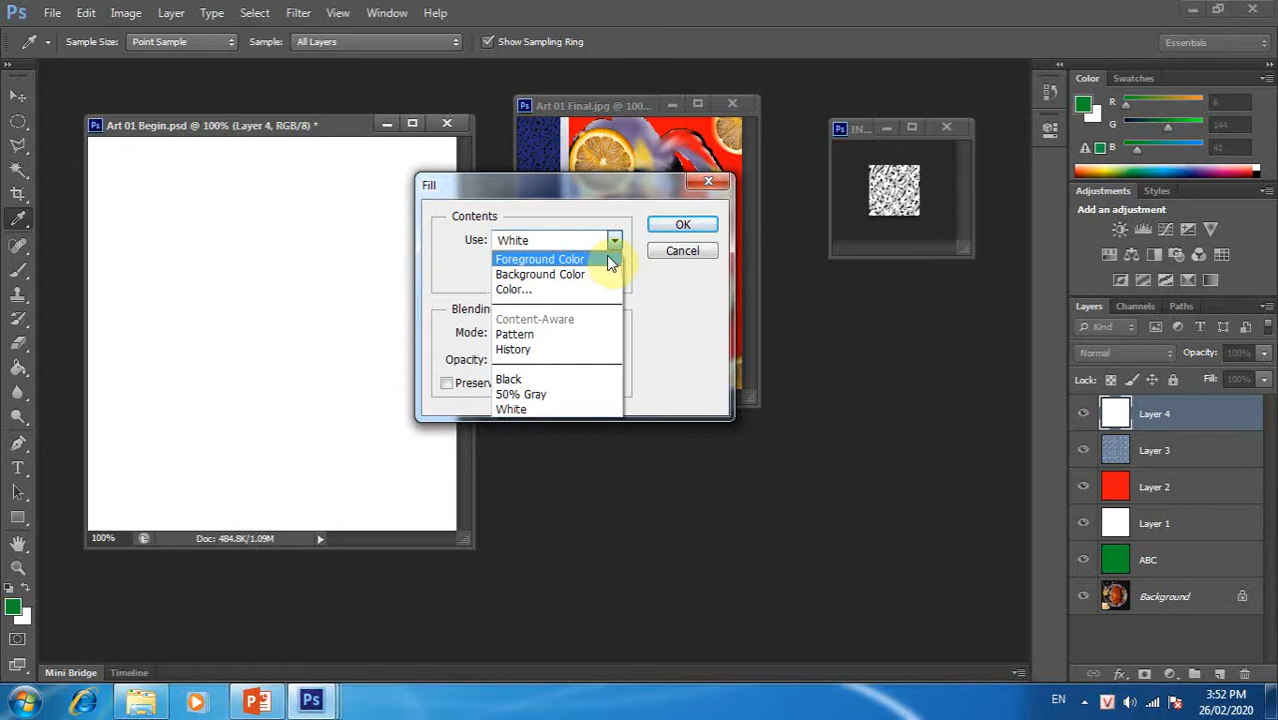 Ps File Edit Image Layer Type Select Filter View Window Help
Sample Size: Point Sample Sample: All Layers Show Sampling Ring Essentials
Art 01 Begin.psd @ 100% (Layer 4, RGB/8) *
Ps Art 01 Final.jpg @ 100...
Ps IN...
Fill
Contents
Use: White
Foreground Color
Background Color
Color...
Content-Aware
Pattern
History
Black
50% Gray
White
OK
Cancel
Blendin
Mode:
Opacity:
Preserv
100% Doc: 484.8K/1.09M
Color Swatches
R 6
G 144
B 41
Adjustments Styles
Add an adjustment
Layers Channels Paths
Kind
Normal Opacity: 100%
Lock: Fill: 100%
Layer 4
Layer 3
Layer 2
Layer 1
ABC
Background
Mini Bridge Timeline
EN 3:52 PM
26/02/2020